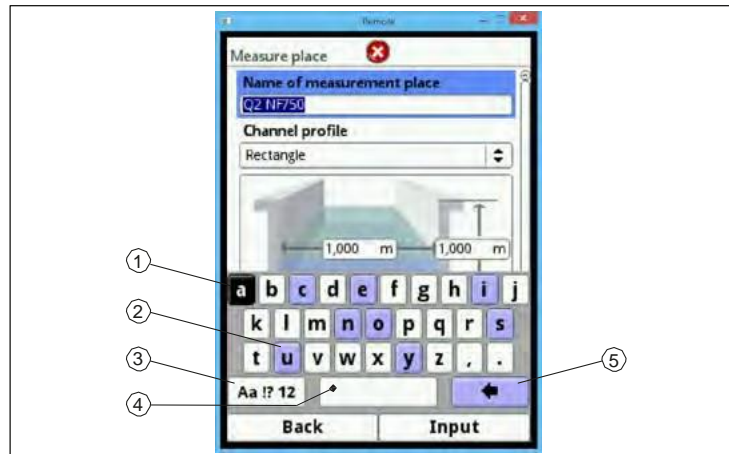 Remote
Measure place
Name of measurement place
Q2 NF750
Channel profile
Rectangle
1,000 m 1,000 m
1
a b c d e f g h i j
2
k l m n o p q r s
t u v w x y z , .
3
5
Aa !? 12
4
Back Input